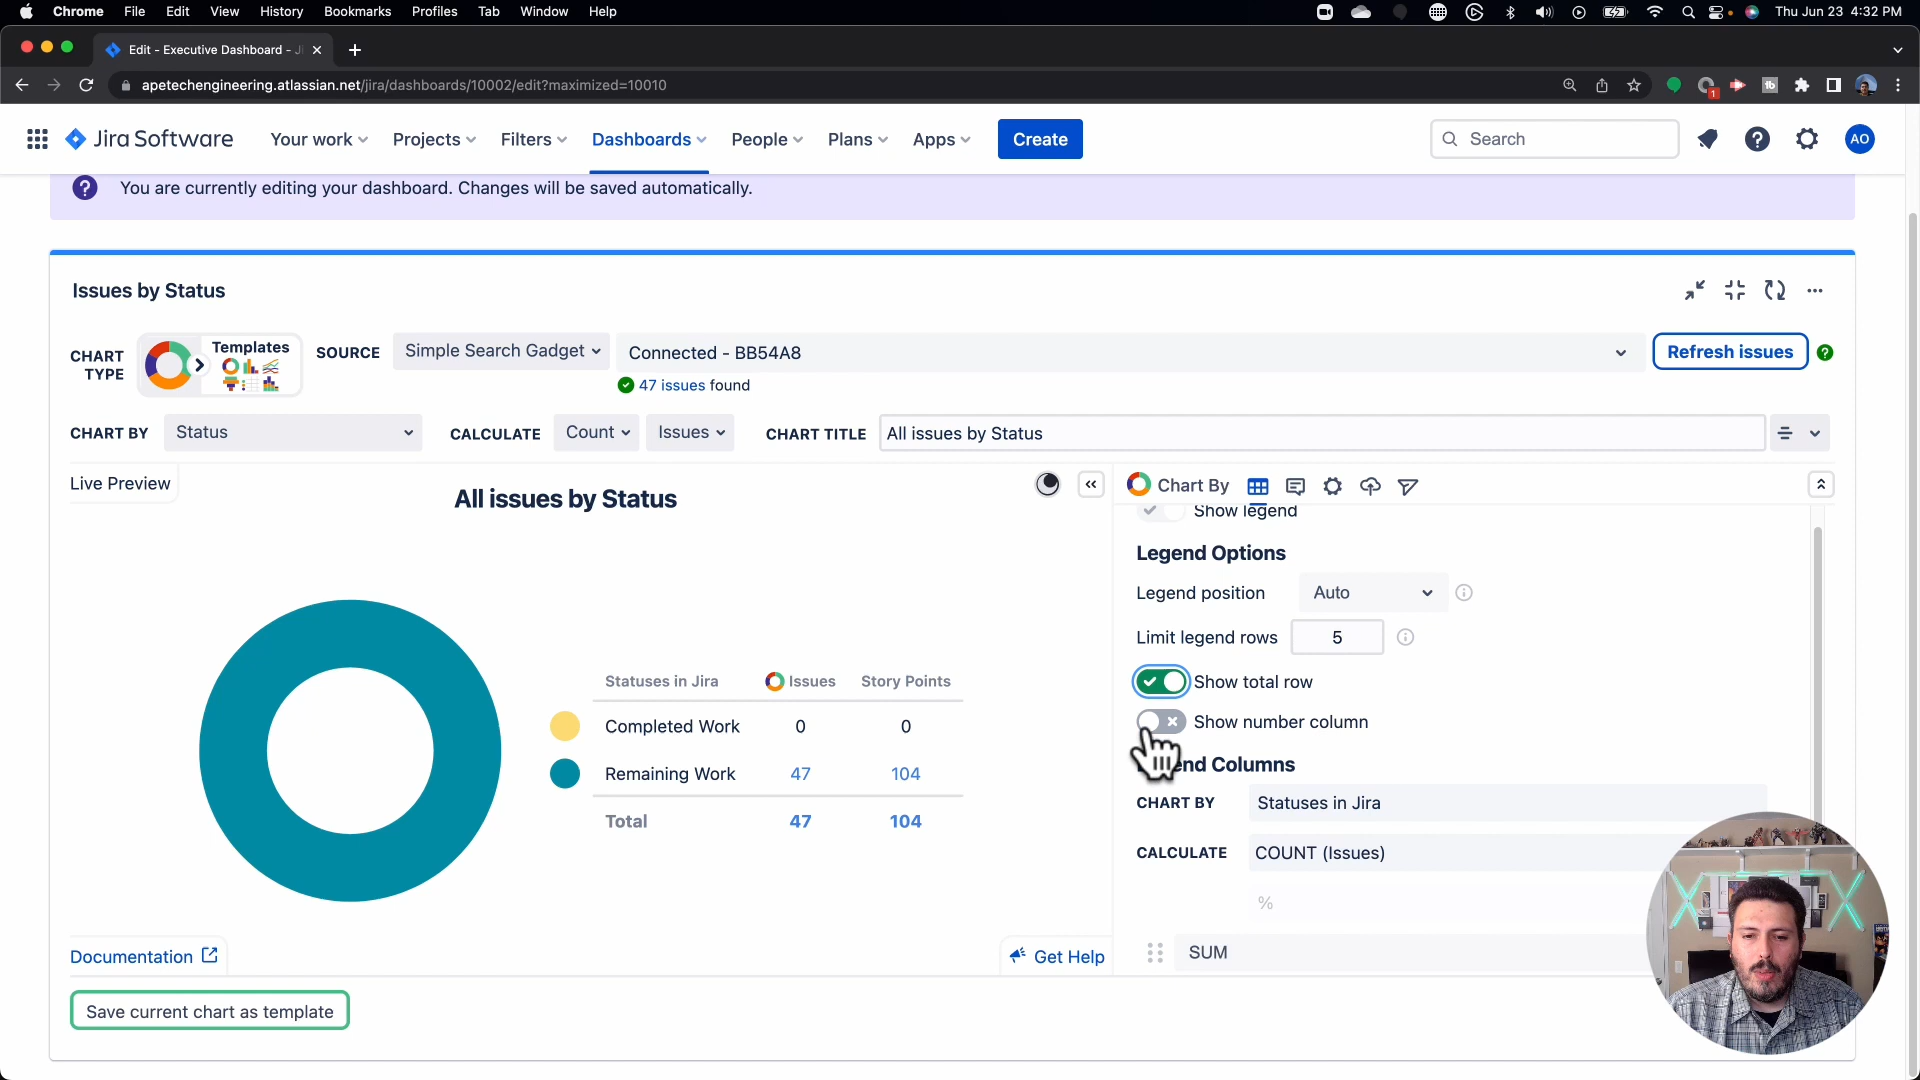 Chrome File Edit View History Bookmarks Profiles Tab Window Help Thu Jun 23 4:32 PM
Edit - Executive Dashboard - Ji
apetechengineering.atlassian.net/jira/dashboards/10002/edit?maximized=10010
1
tb
Jira Software Your work Projects Filters Dashboards People Plans Apps Create Search AO
You are currently editing your dashboard. Changes will be saved automatically.
Issues by Status
CHART TYPE Templates SOURCE Simple Search Gadget Connected - BB54A8 Refresh issues
47 issues found
CHART BY Status CALCULATE Count Issues CHART TITLE All issues by Status
Live Preview
All issues by Status
Statuses in Jira Issues Story Points
Completed Work 0 0
Remaining Work 47 104
Total 47 104
Documentation
Get Help
Chart By
Show legend
Legend Options
Legend position Auto
Limit legend rows 5
Show total row
Show number column
end Columns
CHART BY Statuses in Jira
CALCULATE COUNT (Issues)
%
SUM
Save current chart as template